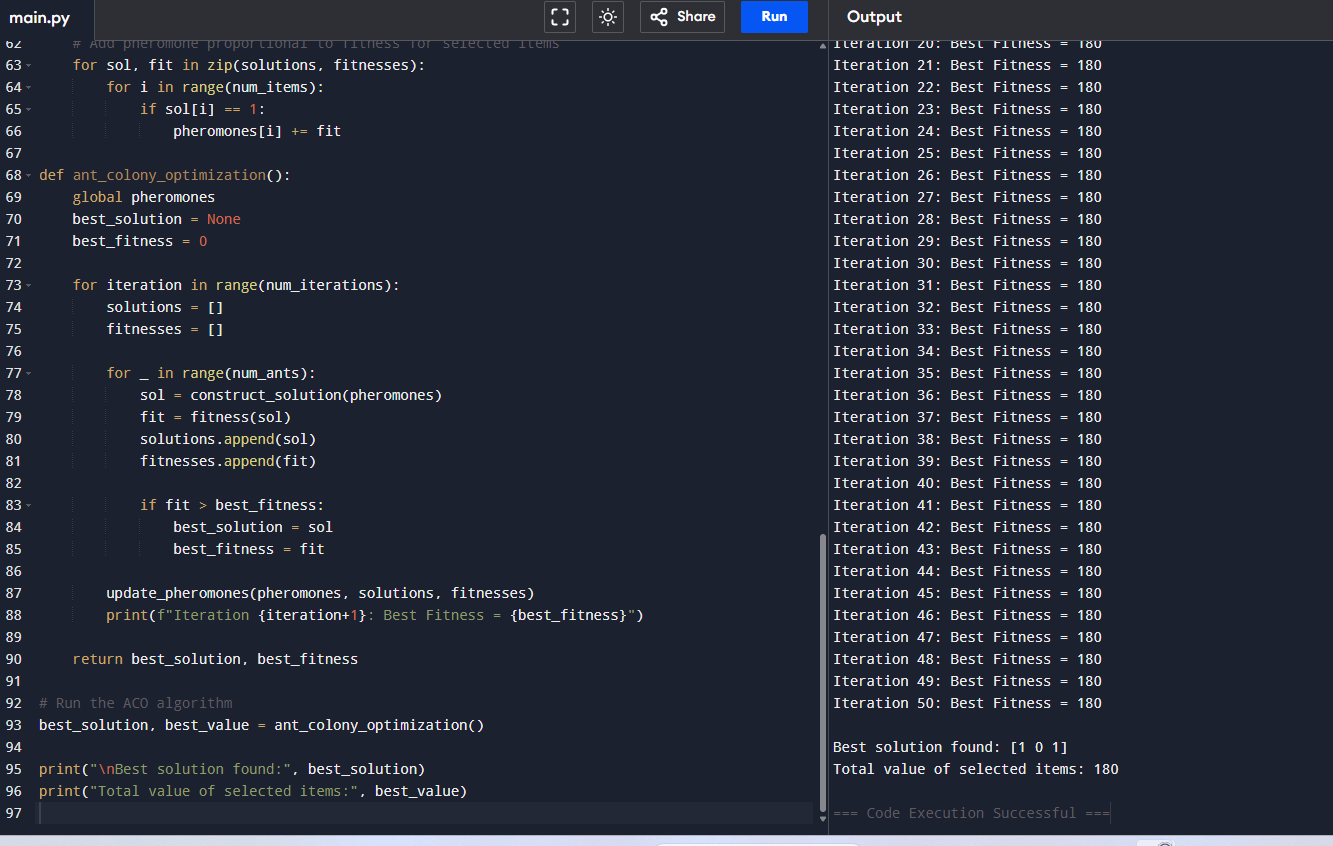 main.py
Share
Run
Output
62 # Add pheromone proportional to fitness for selected items
63 for sol, fit in zip(solutions, fitnesses):
64 for i in range(num_items):
65 if sol[i] == 1:
66 pheromones[i] += fit
67
68 def ant_colony_optimization():
69 global pheromones
70 best_solution = None
71 best_fitness = 0
72
73 for iteration in range(num_iterations):
74 solutions = []
75 fitnesses = []
76
77 for _ in range(num_ants):
78 sol = construct_solution(pheromones)
79 fit = fitness(sol)
80 solutions.append(sol)
81 fitnesses.append(fit)
82
83 if fit > best_fitness:
84 best_solution = sol
85 best_fitness = fit
86
87 update_pheromones(pheromones, solutions, fitnesses)
88 print(f"Iteration {iteration+1}: Best Fitness = {best_fitness}")
89
90 return best_solution, best_fitness
91
92 # Run the ACO algorithm
93 best_solution, best_value = ant_colony_optimization()
94
95 print("\nBest solution found:", best_solution)
96 print("Total value of selected items:", best_value)
97
Iteration 20: Best Fitness = 180
Iteration 21: Best Fitness = 180
Iteration 22: Best Fitness = 180
Iteration 23: Best Fitness = 180
Iteration 24: Best Fitness = 180
Iteration 25: Best Fitness = 180
Iteration 26: Best Fitness = 180
Iteration 27: Best Fitness = 180
Iteration 28: Best Fitness = 180
Iteration 29: Best Fitness = 180
Iteration 30: Best Fitness = 180
Iteration 31: Best Fitness = 180
Iteration 32: Best Fitness = 180
Iteration 33: Best Fitness = 180
Iteration 34: Best Fitness = 180
Iteration 35: Best Fitness = 180
Iteration 36: Best Fitness = 180
Iteration 37: Best Fitness = 180
Iteration 38: Best Fitness = 180
Iteration 39: Best Fitness = 180
Iteration 40: Best Fitness = 180
Iteration 41: Best Fitness = 180
Iteration 42: Best Fitness = 180
Iteration 43: Best Fitness = 180
Iteration 44: Best Fitness = 180
Iteration 45: Best Fitness = 180
Iteration 46: Best Fitness = 180
Iteration 47: Best Fitness = 180
Iteration 48: Best Fitness = 180
Iteration 49: Best Fitness = 180
Iteration 50: Best Fitness = 180
Best solution found: [1 0 1]
Total value of selected items: 180
=== Code Execution Successful ===